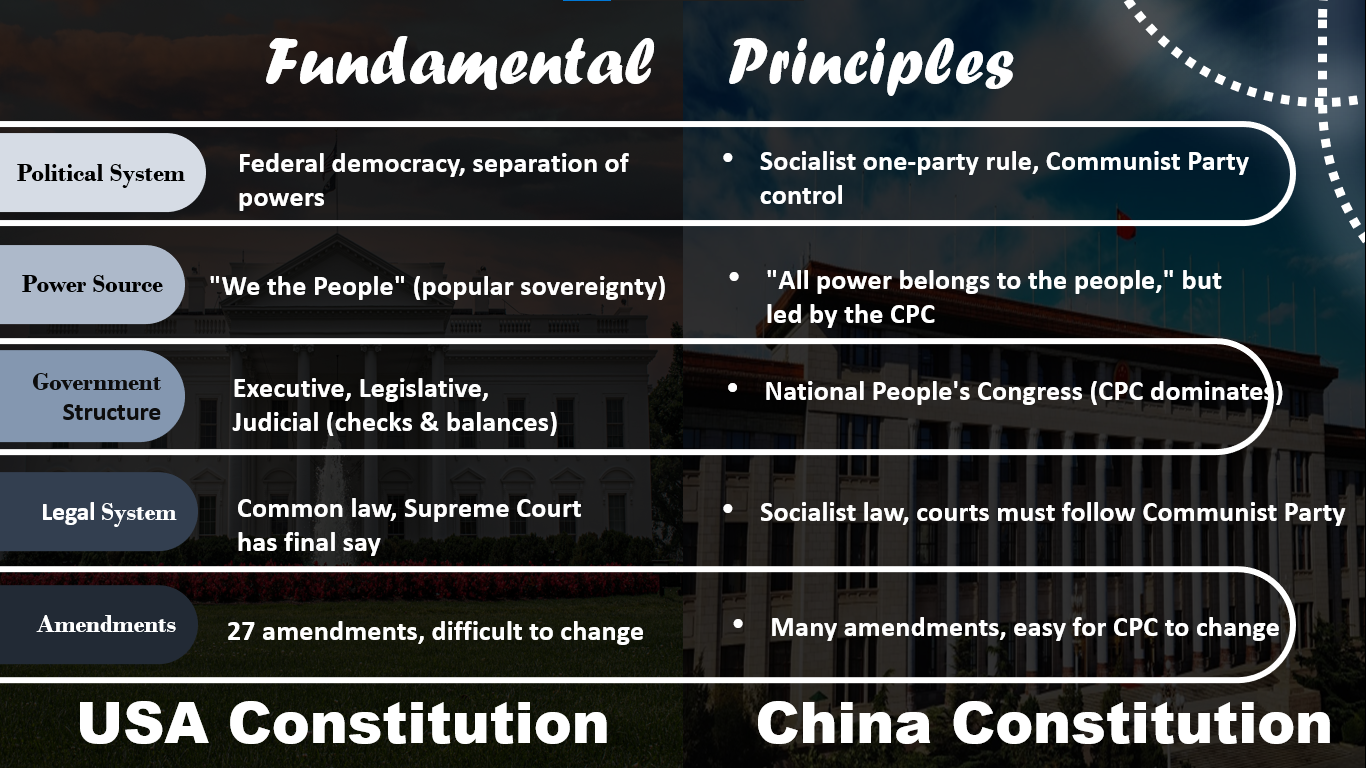 Fundamental Principles
Political System
Federal democracy, separation of
powers
• Socialist one-party rule, Communist Party
control
Power Source
"We the People" (popular sovereignty)
• "All power belongs to the people," but
led by the CPC
Government
Structure
Executive, Legislative,
Judicial (checks & balances)
• National People's Congress (CPC dominates)
Legal System
Common law, Supreme Court
has final say
• Socialist law, courts must follow Communist Party
Amendments
27 amendments, difficult to change
• Many amendments, easy for CPC to change
USA Constitution
China Constitution